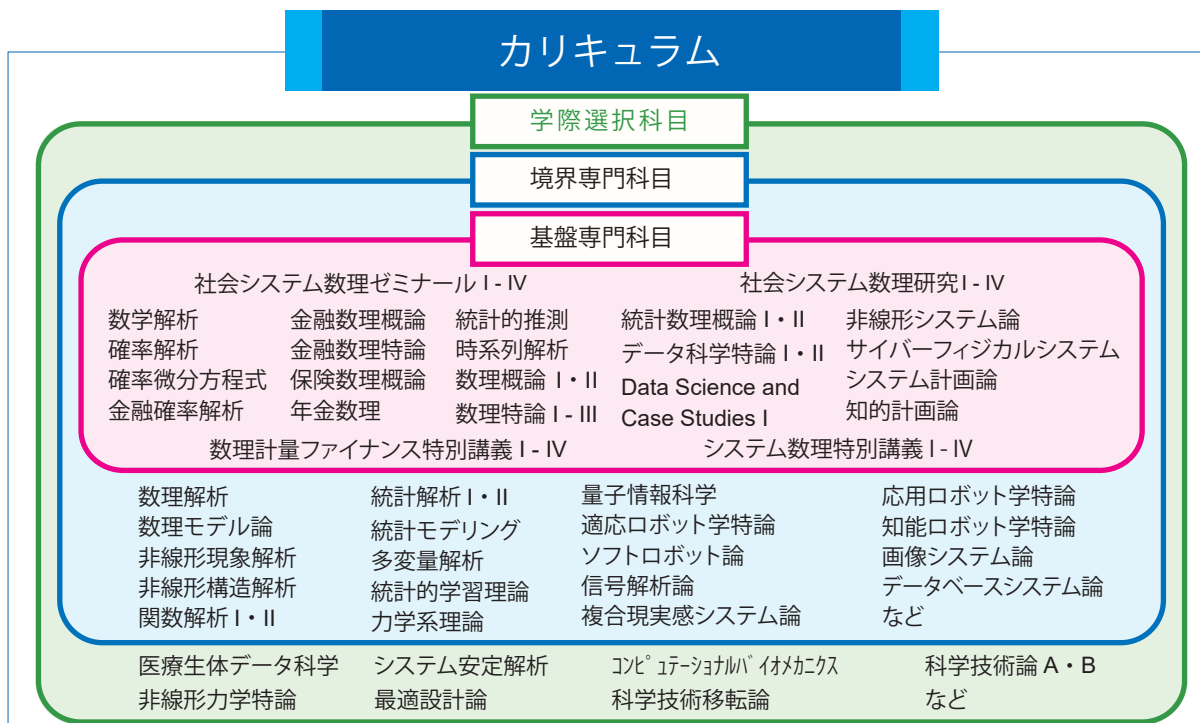 カリキュラム
学際選択科目
境界専門科目
基盤専門科目
社会システム数理ゼミナール I - IV 社会システム数理研究 I - IV
数学解析 金融数理概論 統計的推測 統計数理概論 I・II 非線形システム論
確率解析 金融数理特論 時系列解析 データ科学特論 I・II サイバーフィジカルシステム
確率微分方程式 保険数理概論 数理概論 I・II Data Science and システム計画論
金融確率解析 年金数理 数理特論 I - III Case Studies I 知的計画論
数理計量ファイナンス特別講義 I - IV システム数理特別講義 I - IV
数理解析 統計解析 I・II 量子情報科学 応用ロボット学特論
数理モデル論 統計モデリング 適応ロボット学特論 知能ロボット学特論
非線形現象解析 多変量解析 ソフトロボット論 画像システム論
非線形構造解析 統計的学習理論 信号解析論 データベースシステム論
関数解析 I・II 力学系理論 複合現実感システム論 など
医療生体データ科学 システム安定解析 コンピュテーショナルバイオメカニクス 科学技術論 A・B
非線形力学特論 最適設計論 科学技術移転論 など